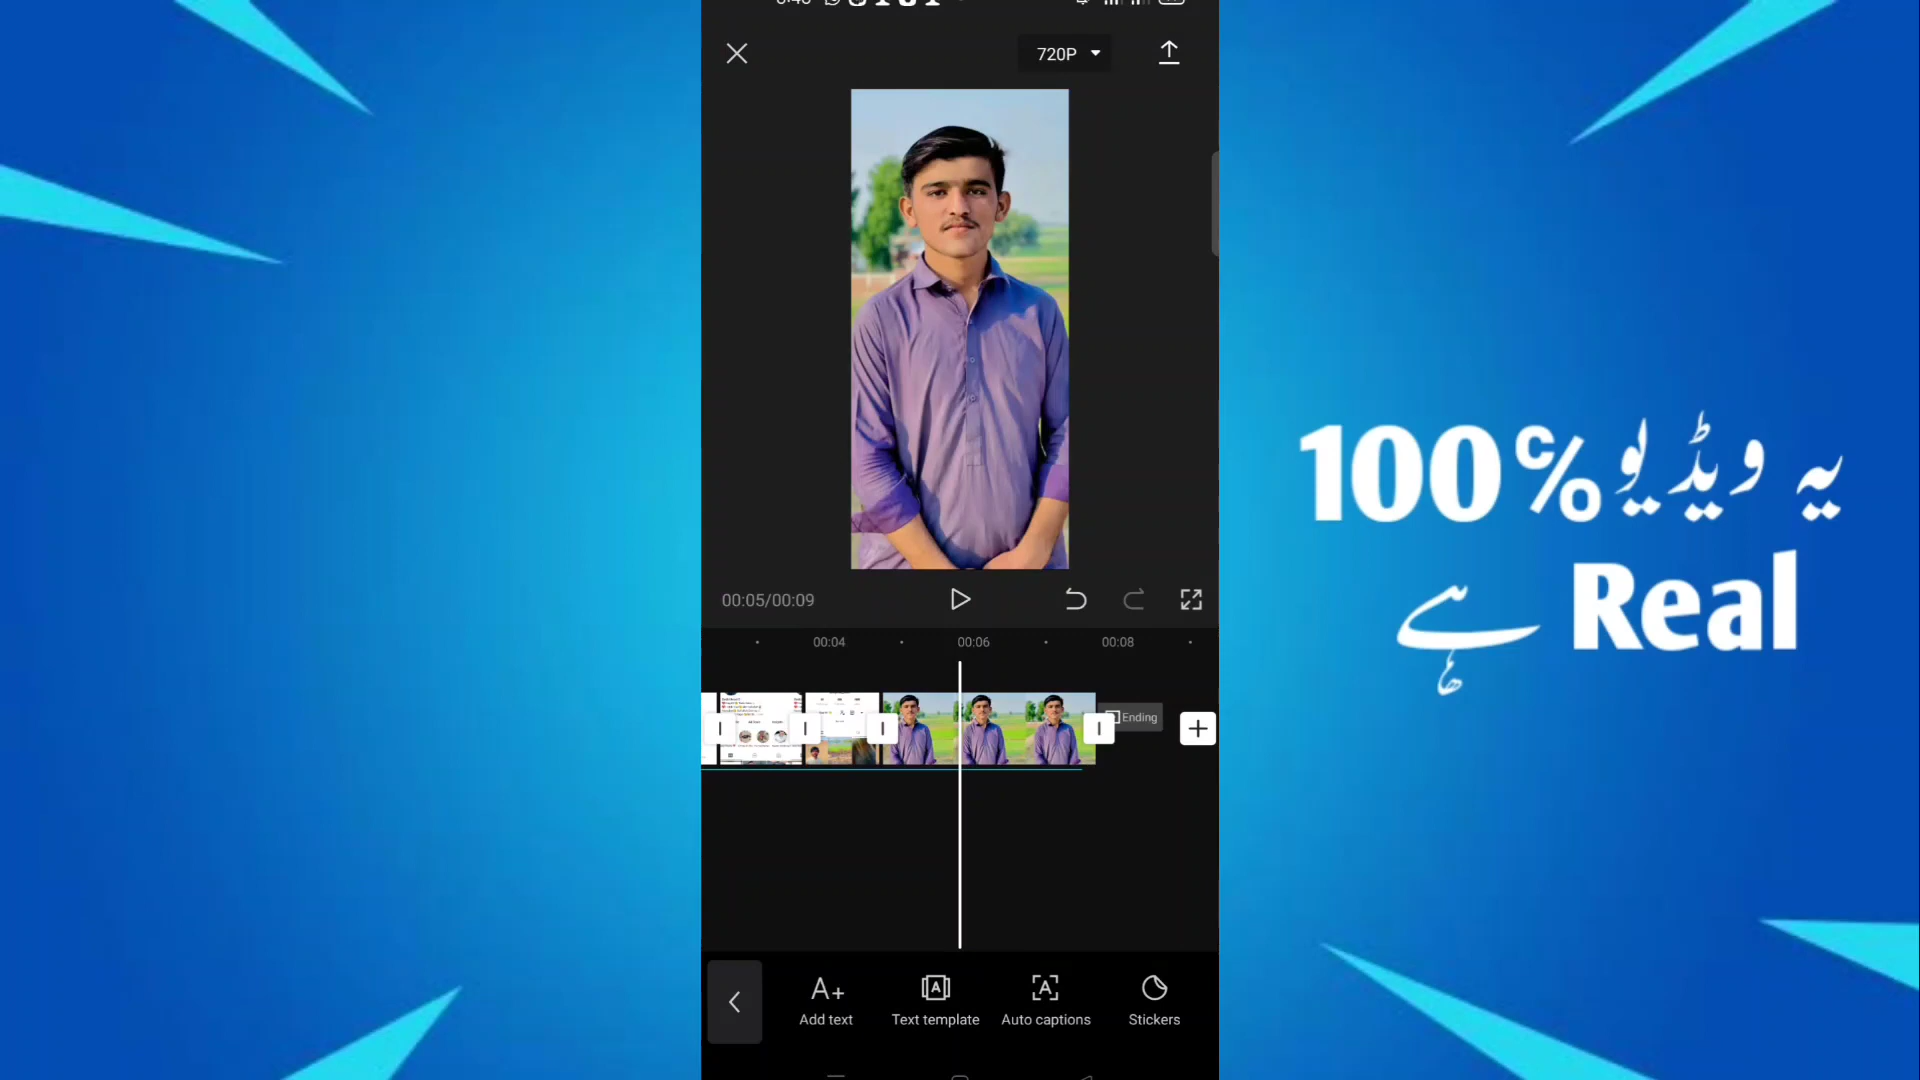 720P
00:05/00:09
00:04 00:06 00:08
Ending
Add text Text template Auto captions Stickers
یہ ویڈیو 100%
Real ہے